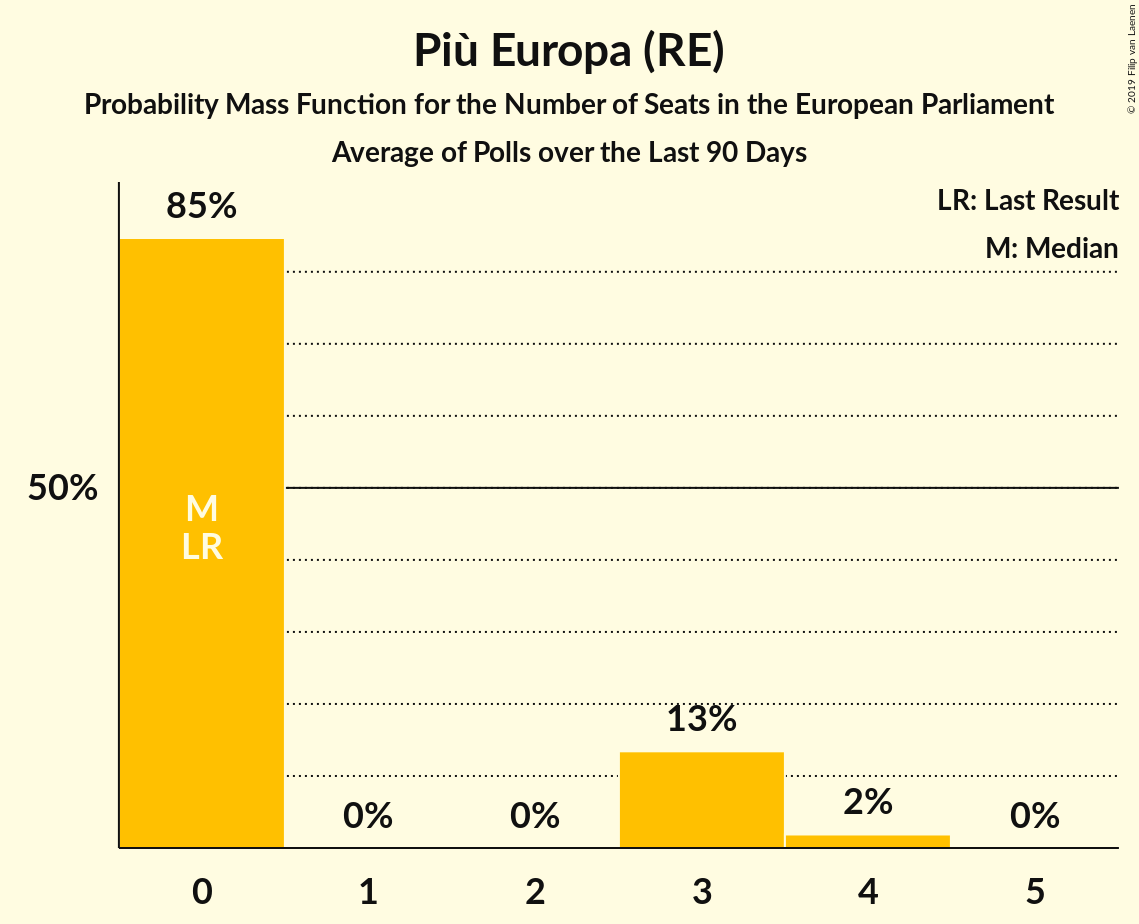 Più Europa (RE)
Probability Mass Function for the Number of Seats in the European Parliament
Average of Polls over the Last 90 Days
© 2019 Filip van Laenen
LR: Last Result
M: Median
85%
50%
M
LR
0% 0% 13% 2% 0%
0 1 2 3 4 5